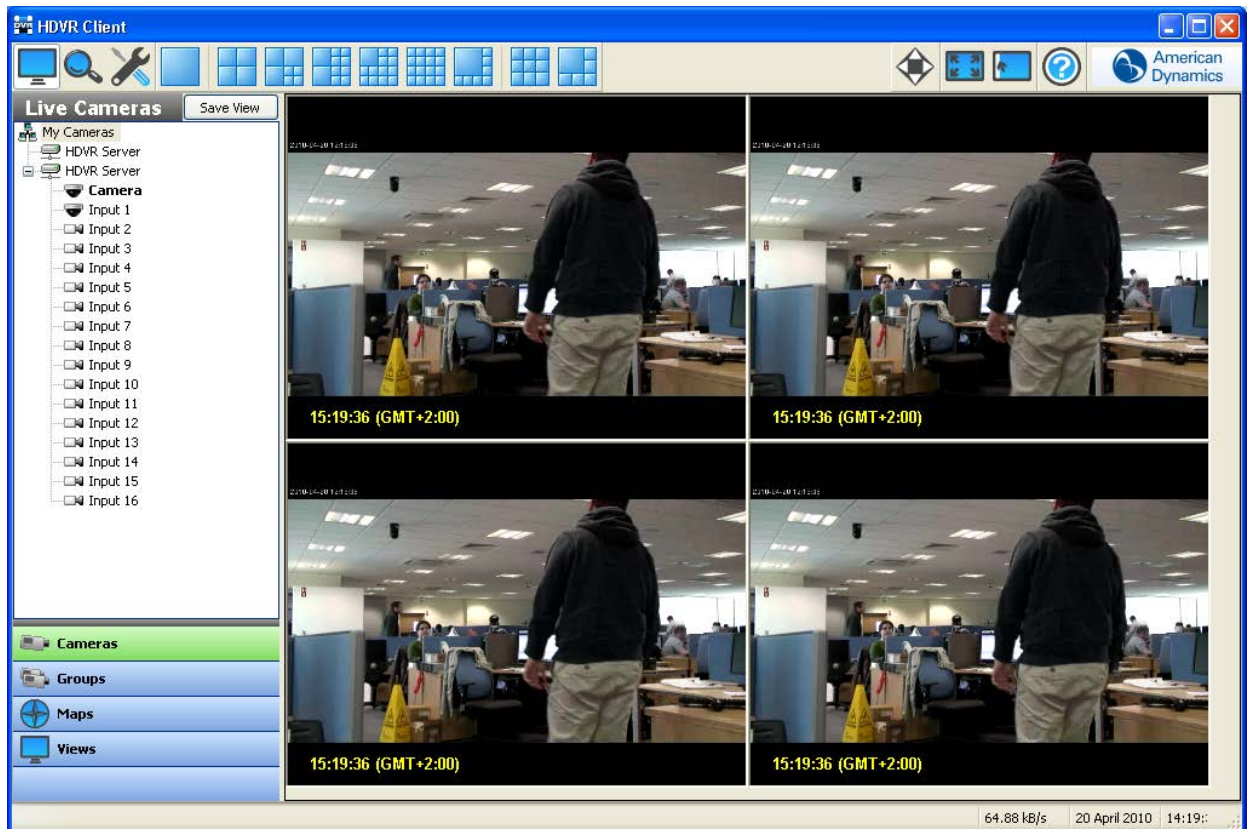 HDVR Client
American
Dynamics
Live Cameras
Save View
My Cameras
HDVR Server
HDVR Server
Camera
Input 1
Input 2
Input 3
Input 4
Input 5
Input 6
Input 7
Input 8
Input 9
Input 10
Input 11
Input 12
Input 13
Input 14
Input 15
Input 16
Cameras
Groups
Maps
Views
15:19:36 (GMT+2:00)
15:19:36 (GMT+2:00)
15:19:36 (GMT+2:00)
15:19:36 (GMT+2:00)
64.88 kB/s
20 April 2010
14:19: